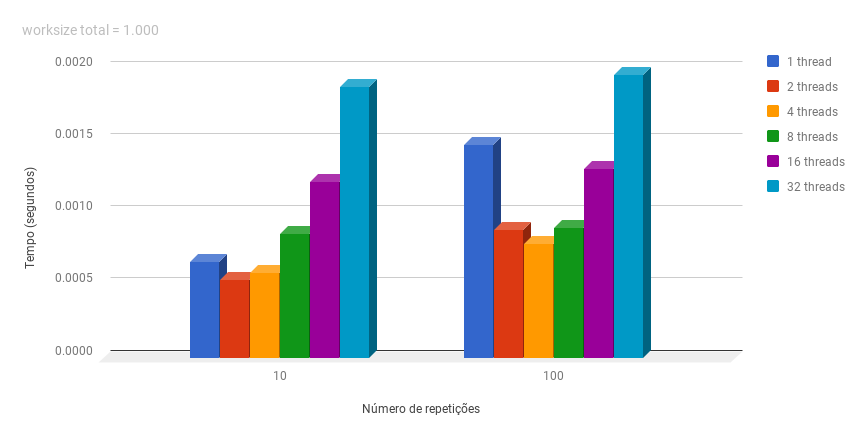 worksize total = 1.000
0.0020
0.0015
0.0010
0.0005
0.0000
Tempo (segundos)
10
100
Número de repetições
1 thread
2 threads
4 threads
8 threads
16 threads
32 threads